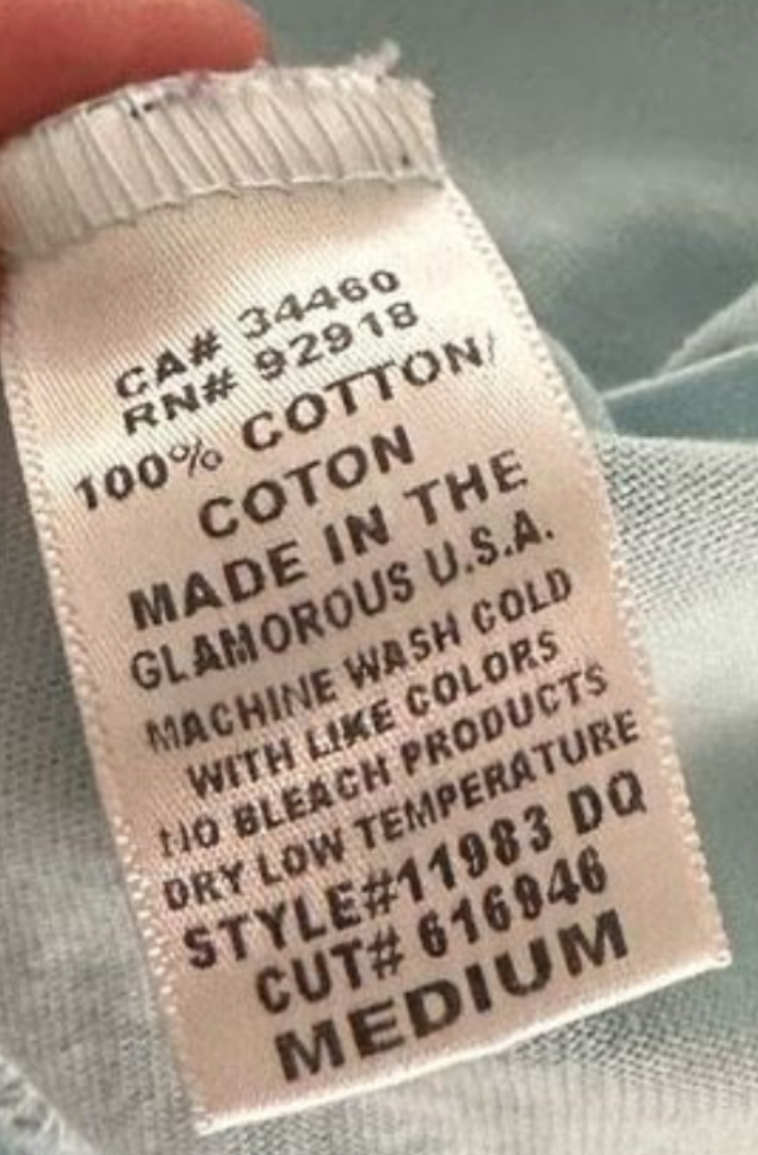 CA# 34460
RN# 92918
100% COTTON/
COTON
MADE IN THE
GLAMOROUS U.S.A.
MACHINE WASH COLD
WITH LIKE COLORS
NO BLEACH PRODUCTS
DRY LOW TEMPERATURE
STYLE#11983 DQ
CUT# 616946
MEDIUM